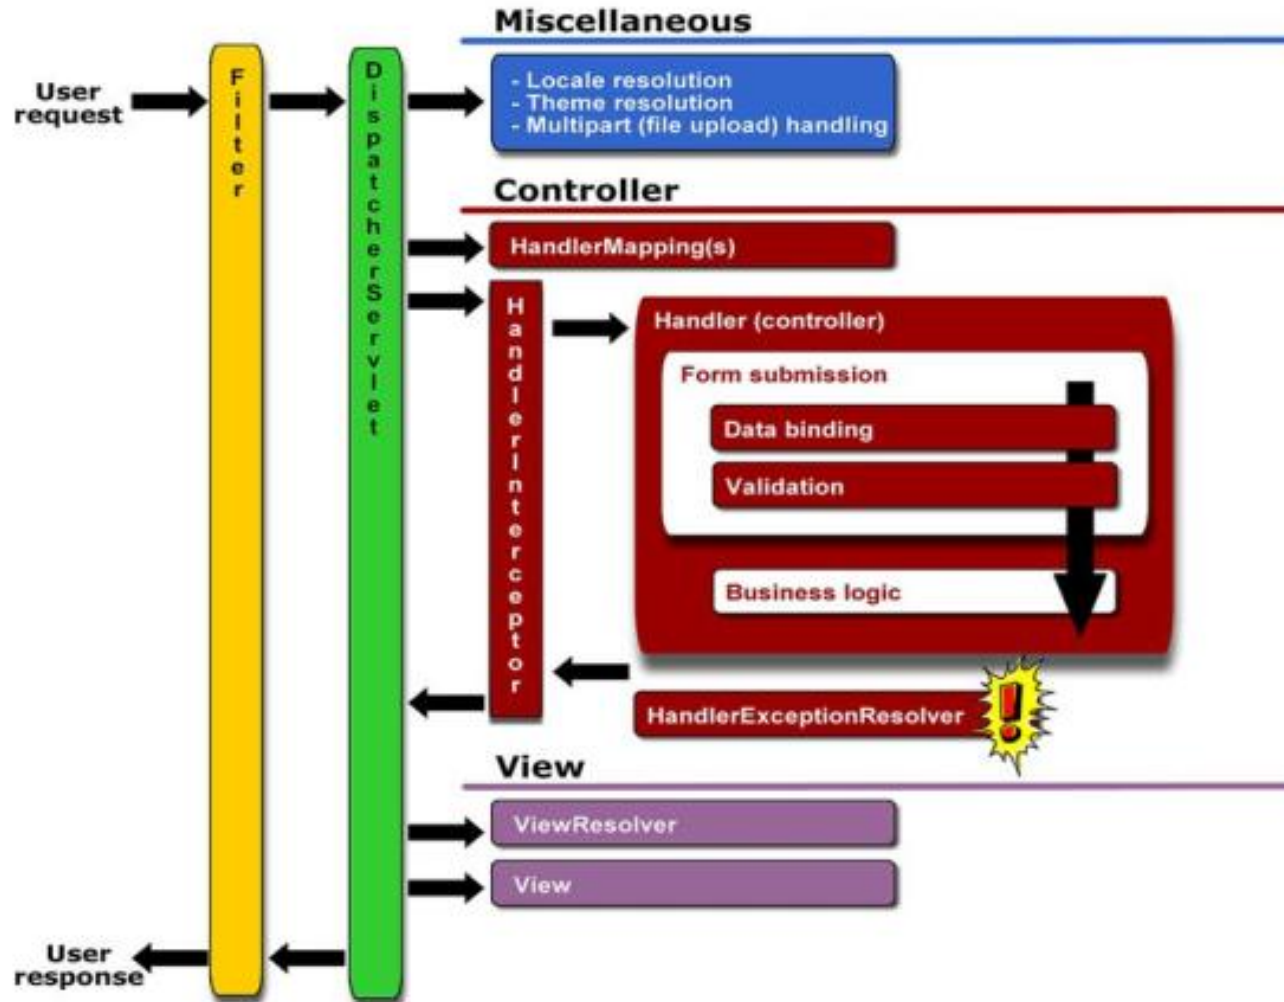 Miscellaneous
User
request
Filter
DispatcherServlet
- Locale resolution
- Theme resolution
- Multipart (file upload) handling
Controller
HandlerMapping(s)
HandlerInterceptor
Handler (controller)
Form submission
Data binding
Validation
Business logic
HandlerExceptionResolver
!
View
ViewResolver
View
User
response